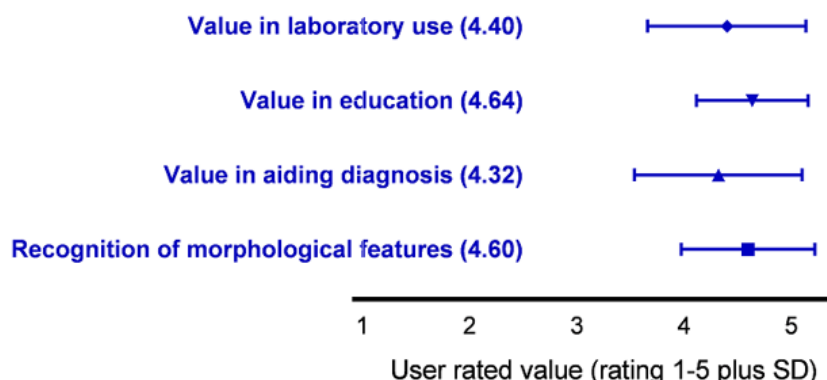 Value in laboratory use (4.40)
Value in education (4.64)
Value in aiding diagnosis (4.32)
Recognition of morphological features (4.60)
1 2 3 4 5
User rated value (rating 1-5 plus SD)